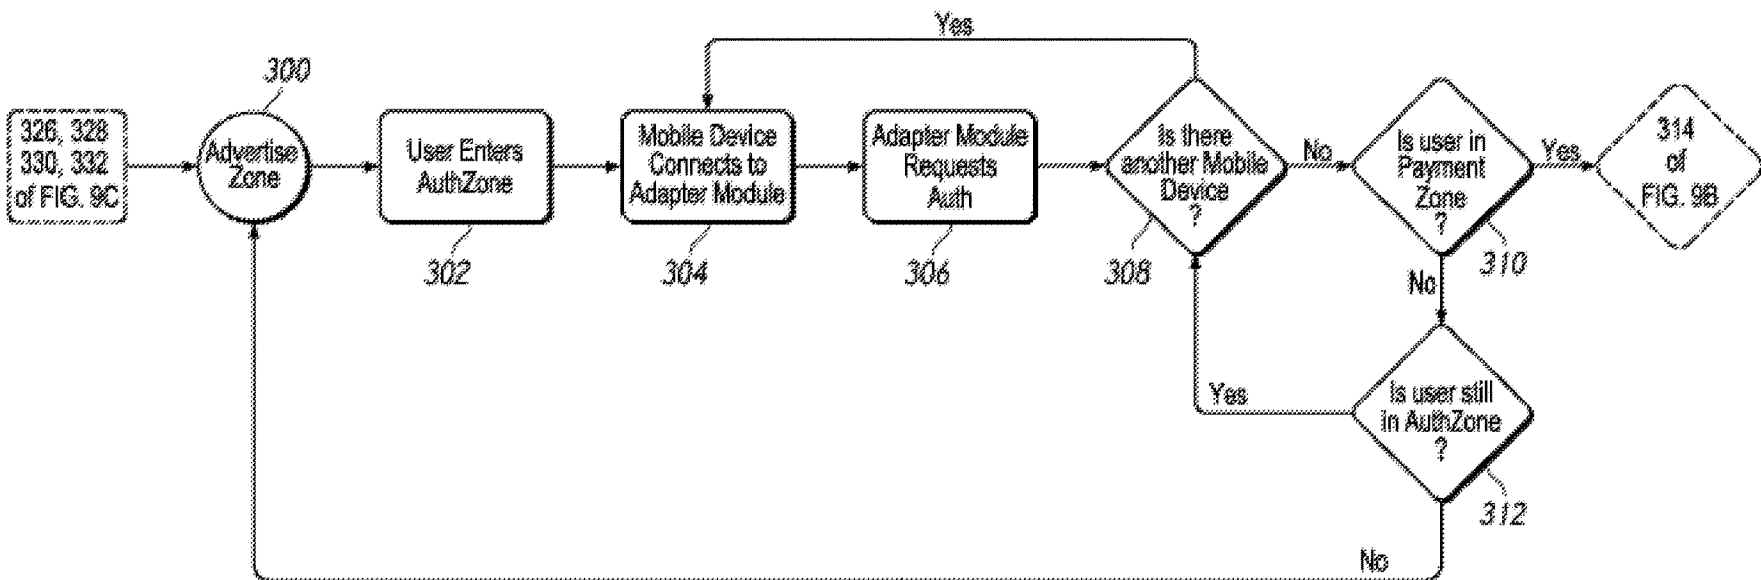 Yes
300
326, 328
330, 332
of FIG. 9C
Advertise
Zone
User Enters
AuthZone
302
Mobile Device
Connects to
Adapter Module
304
Adapter Module
Requests
Auth
306
Is there
another Mobile
Device
?
308
No
Is user in
Payment
Zone
?
310
Yes
314
of
FIG. 9B
No
Is user still
in AuthZone
?
312
Yes
No